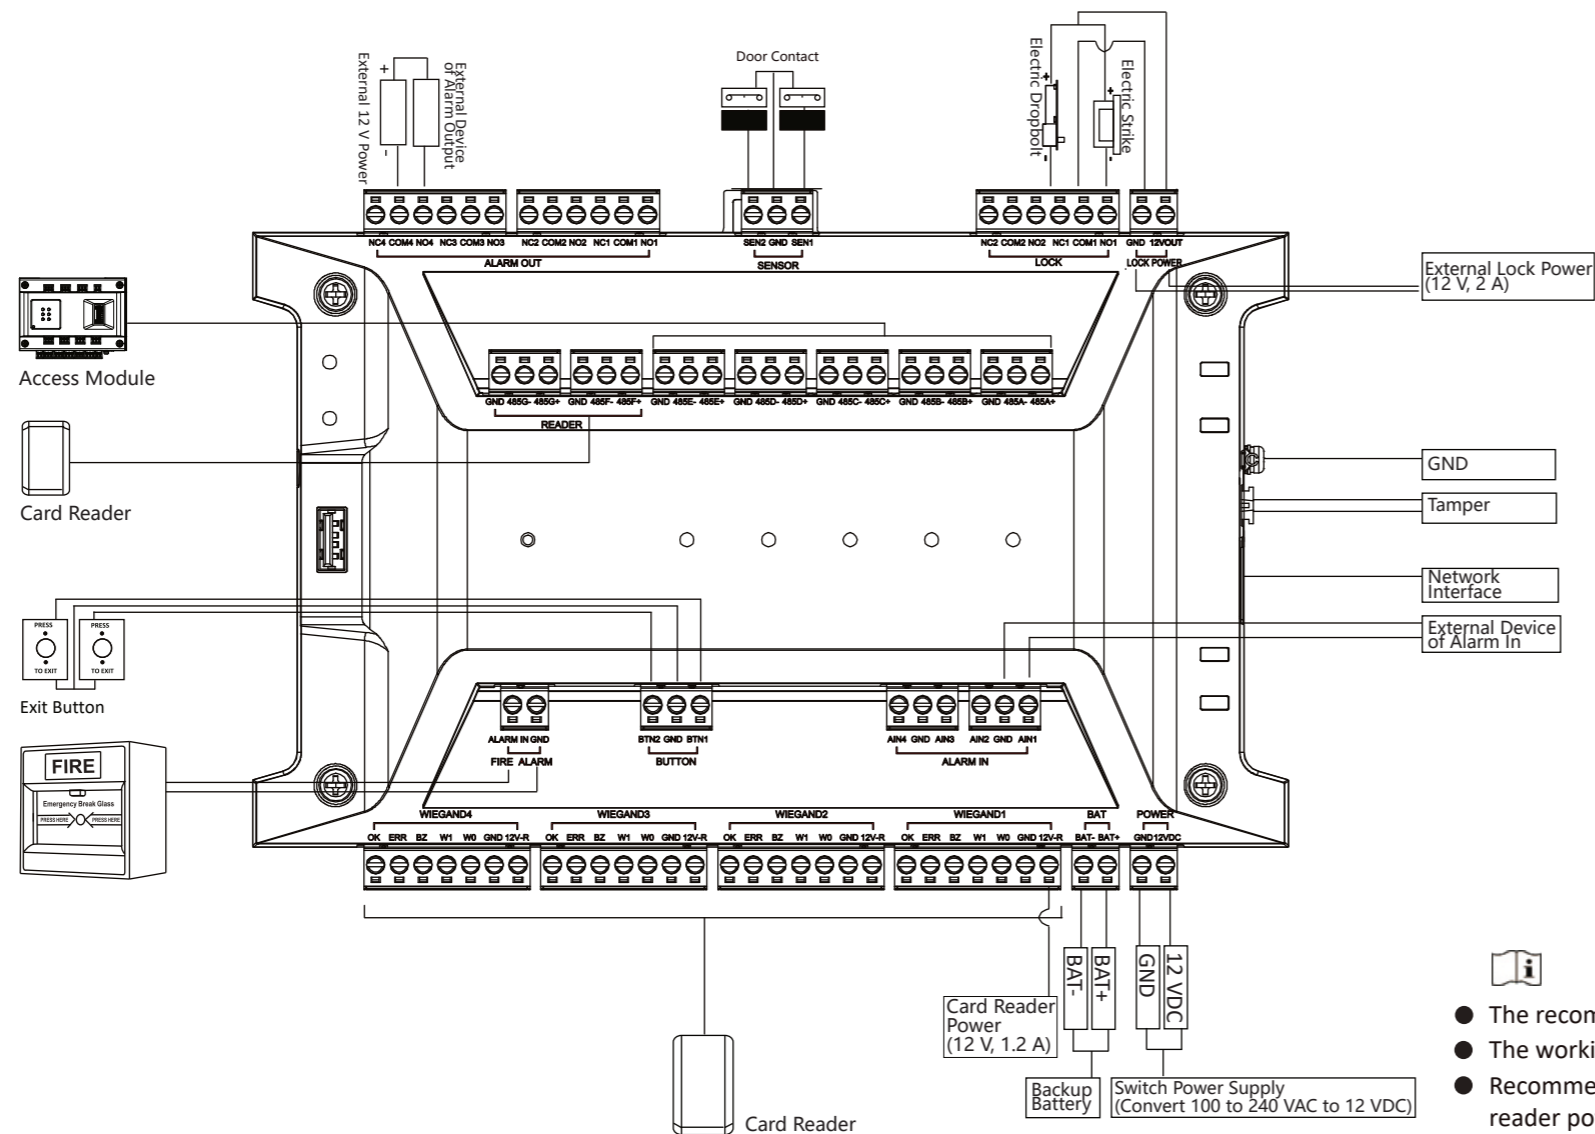 External 12 V Power
+
-
External Device
of Alarm Output
Door Contact
Electric Dropbolt
+
-
Electric Strike
+
-
NC4 COM4 NO4 NC3 COM3 NO3
NC2 COM2 NO2 NC1 COM1 NO1
ALARM OUT
SEN2 GND SEN1
SENSOR
NC2 COM2 NO2 NC1 COM1 NO1
LOCK
GND 12VOUT
LOCK POWER
External Lock Power
(12 V, 2 A)
Access Module
GND 485G- 485G+ GND 485F- 485F+ GND 485E- 485E+ GND 485D- 485D+ GND 485C- 485C+ GND 485B- 485B+ GND 485A- 485A+
READER
Card Reader
GND
Tamper
Network
Interface
External Device
of Alarm In
PRESS
TO EXIT
PRESS
TO EXIT
Exit Button
ALARM IN GND
FIRE ALARM
BTN2 GND BTN1
BUTTON
AIN4 GND AIN3 AIN2 GND AIN1
ALARM IN
FIRE
Emergency Break Glass
PRESS HERE PRESS HERE
WIEGAND4 WIEGAND3 WIEGAND2 WIEGAND1 BAT POWER
OK ERR BZ W1 W0 GND 12V-R OK ERR BZ W1 W0 GND 12V-R OK ERR BZ W1 W0 GND 12V-R OK ERR BZ W1 W0 GND 12V-R BAT- BAT+ GND 12VDC
BAT-
BAT+
GND
12 VDC
Card Reader
Power
(12 V, 1.2 A)
Backup
Battery
Switch Power Supply
(Convert 100 to 240 VAC to 12 VDC)
Card Reader
i
● The recom
● The worki
● Recomme
reader po